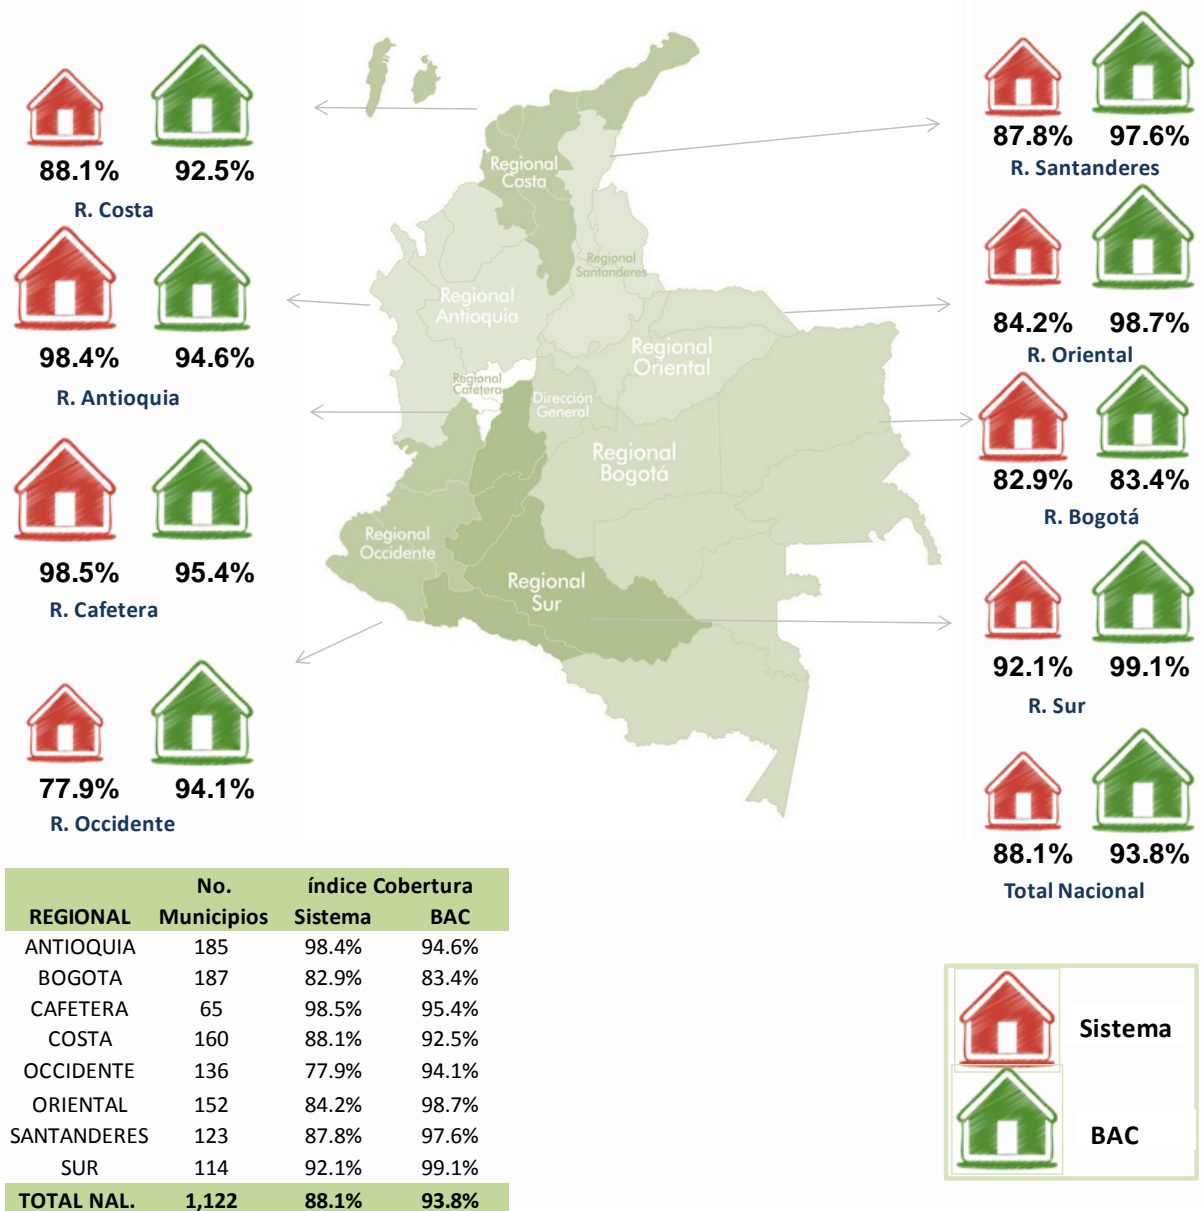 88.1% 92.5%
R. Costa
98.4% 94.6%
R. Antioquia
98.5% 95.4%
R. Cafetera
77.9% 94.1%
R. Occidente
Regional
Costa
Regional
Santanderes
Regional
Antioquia
Regional
Oriental
Regional
Cafetera
Dirección
General
Regional
Bogotá
Regional
Occidente
Regional
Sur
87.8% 97.6%
R. Santanderes
84.2% 98.7%
R. Oriental
82.9% 83.4%
R. Bogotá
92.1% 99.1%
R. Sur
88.1% 93.8%
Total Nacional
No. índice Cobertura
REGIONAL Municipios Sistema BAC
ANTIOQUIA 185 98.4% 94.6%
BOGOTA 187 82.9% 83.4%
CAFETERA 65 98.5% 95.4%
COSTA 160 88.1% 92.5%
OCCIDENTE 136 77.9% 94.1%
ORIENTAL 152 84.2% 98.7%
SANTANDERES 123 87.8% 97.6%
SUR 114 92.1% 99.1%
TOTAL NAL. 1,122 88.1% 93.8%
Sistema
BAC